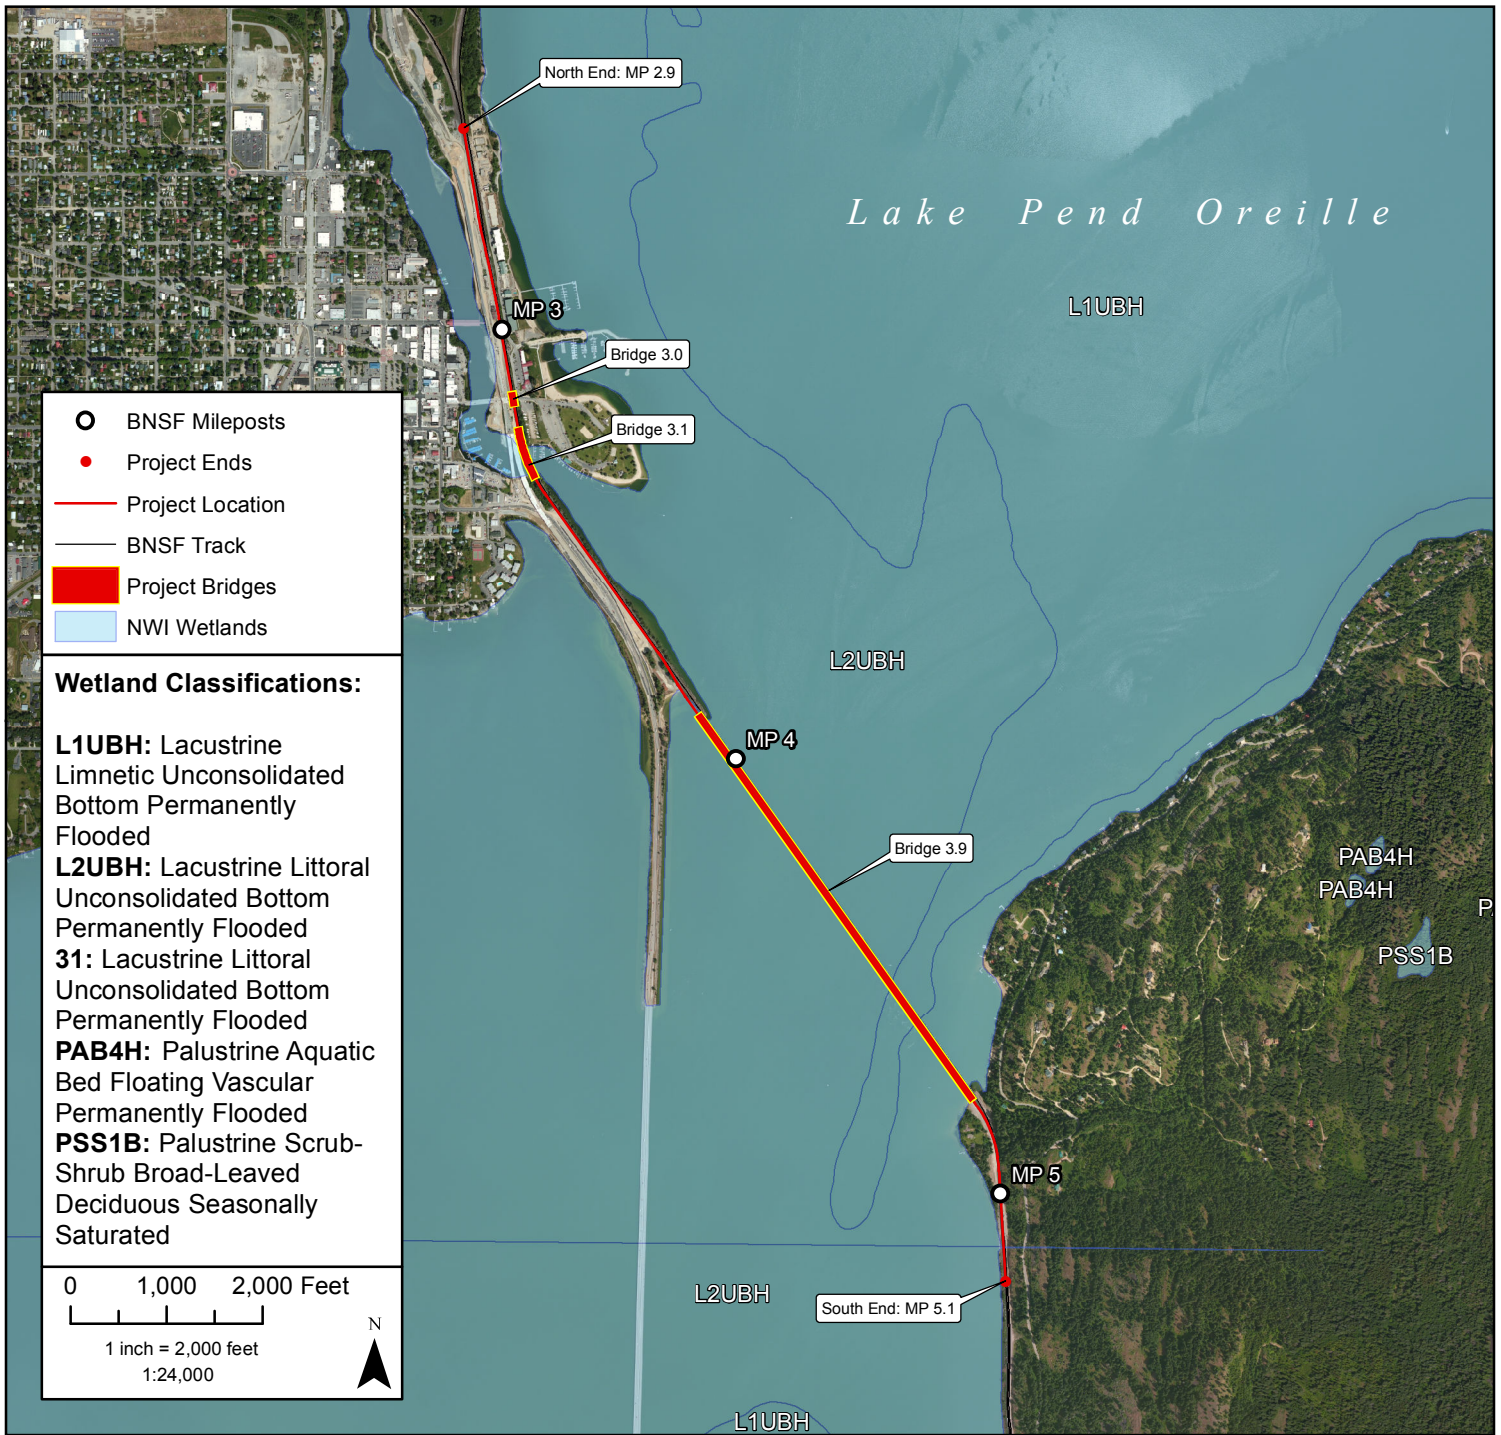 North End: MP 2.9
Lake Pend Oreille
L1UBH
MP 3
Bridge 3.0
Bridge 3.1
BNSF Mileposts
Project Ends
Project Location
BNSF Track
Project Bridges
NWI Wetlands
L2UBH
MP 4
Bridge 3.9
PAB4H
PAB4H
P
PSS1B
MP 5
L2UBH
South End: MP 5.1
L1UBH
Wetland Classifications:
L1UBH: Lacustrine
Limnetic Unconsolidated
Bottom Permanently
Flooded
L2UBH: Lacustrine Littoral
Unconsolidated Bottom
Permanently Flooded
31: Lacustrine Littoral
Unconsolidated Bottom
Permanently Flooded
PAB4H: Palustrine Aquatic
Bed Floating Vascular
Permanently Flooded
PSS1B: Palustrine Scrub-
Shrub Broad-Leaved
Deciduous Seasonally
Saturated
0 1,000 2,000 Feet
1 inch = 2,000 feet
1:24,000
N